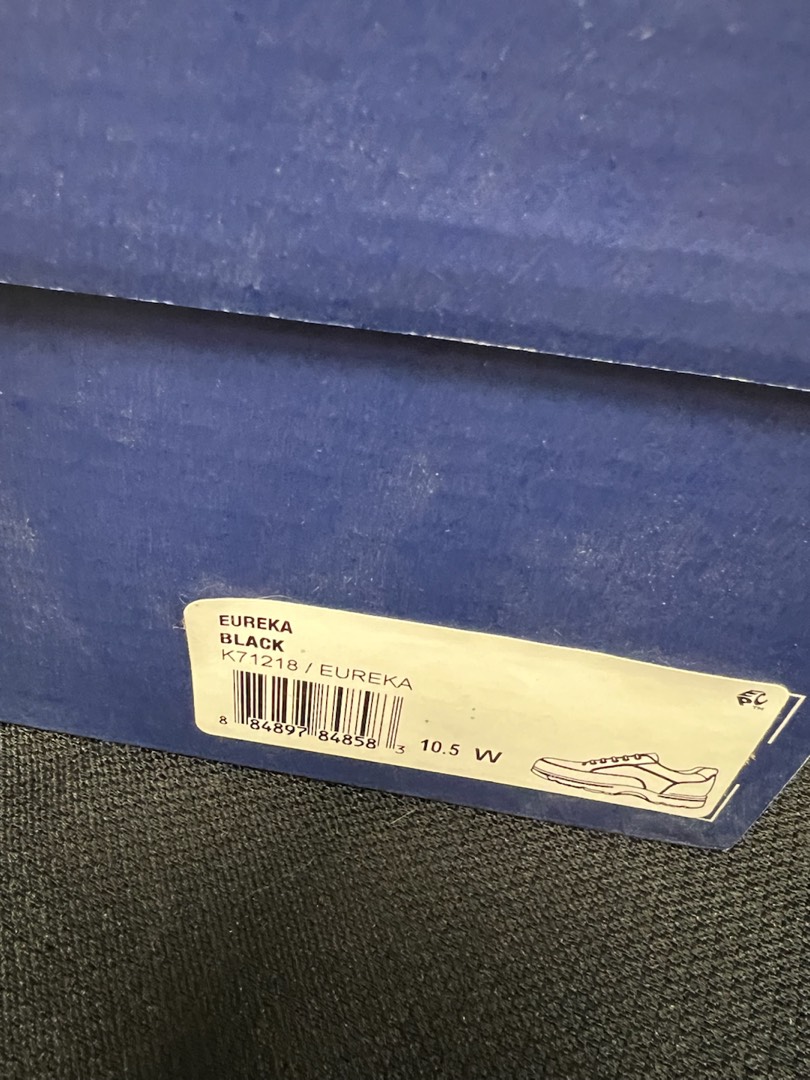 EUREKA
BLACK
K71218 / EUREKA
8 84897 84858 3 10.5 W